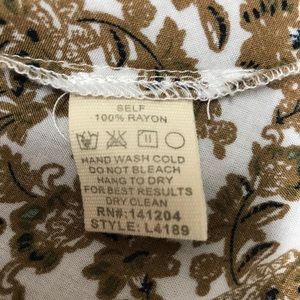 SELF
100% RAYON
HAND WASH COLD
DO NOT BLEACH
HANG TO DRY
FOR BEST RESULTS
DRY CLEAN
RN#:141204
STYLE: L4189